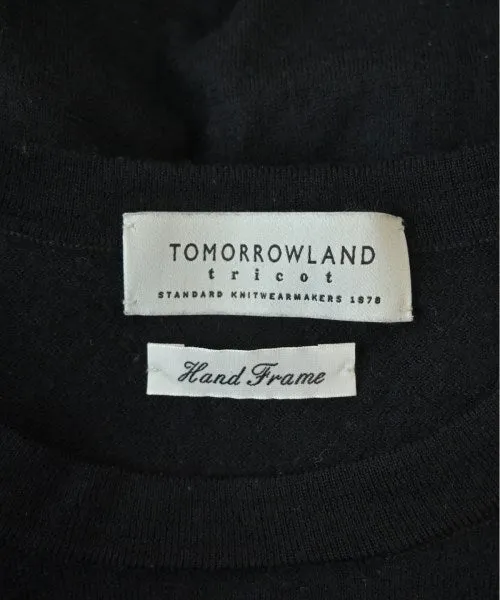 TOMORROWLAND
tricot
STANDARD KNITWEARMAKERS 1978
Hand Frame